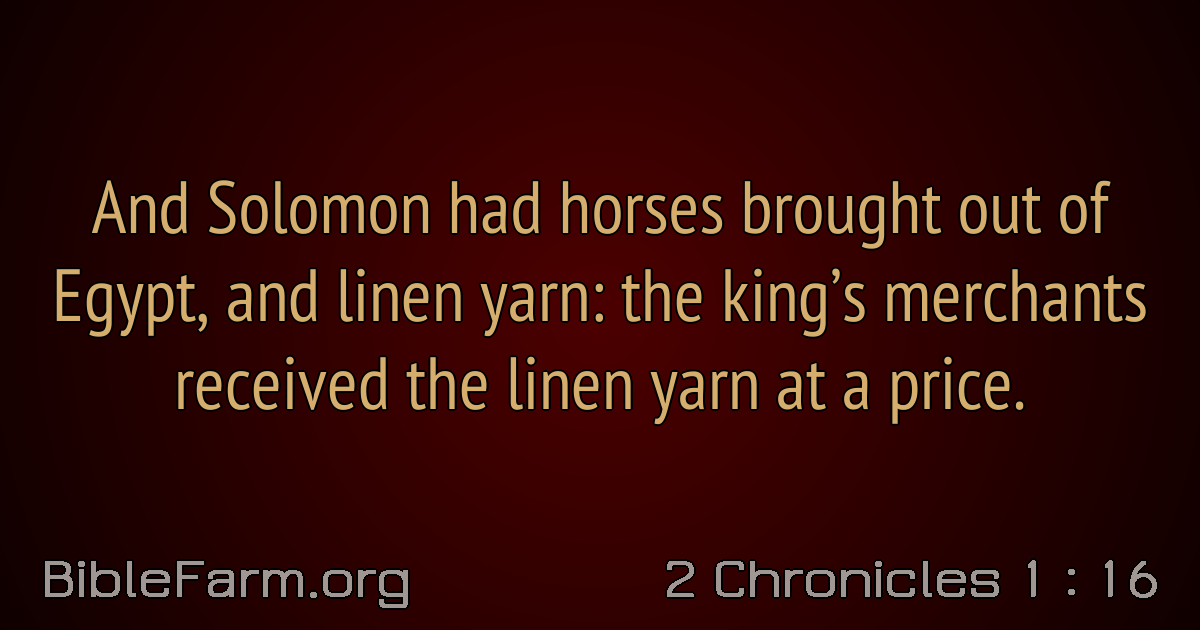 And Solomon had horses brought out of
Egypt, and linen yarn: the king’s merchants
received the linen yarn at a price.
BibleFarm.org
2 Chronicles 1 : 16